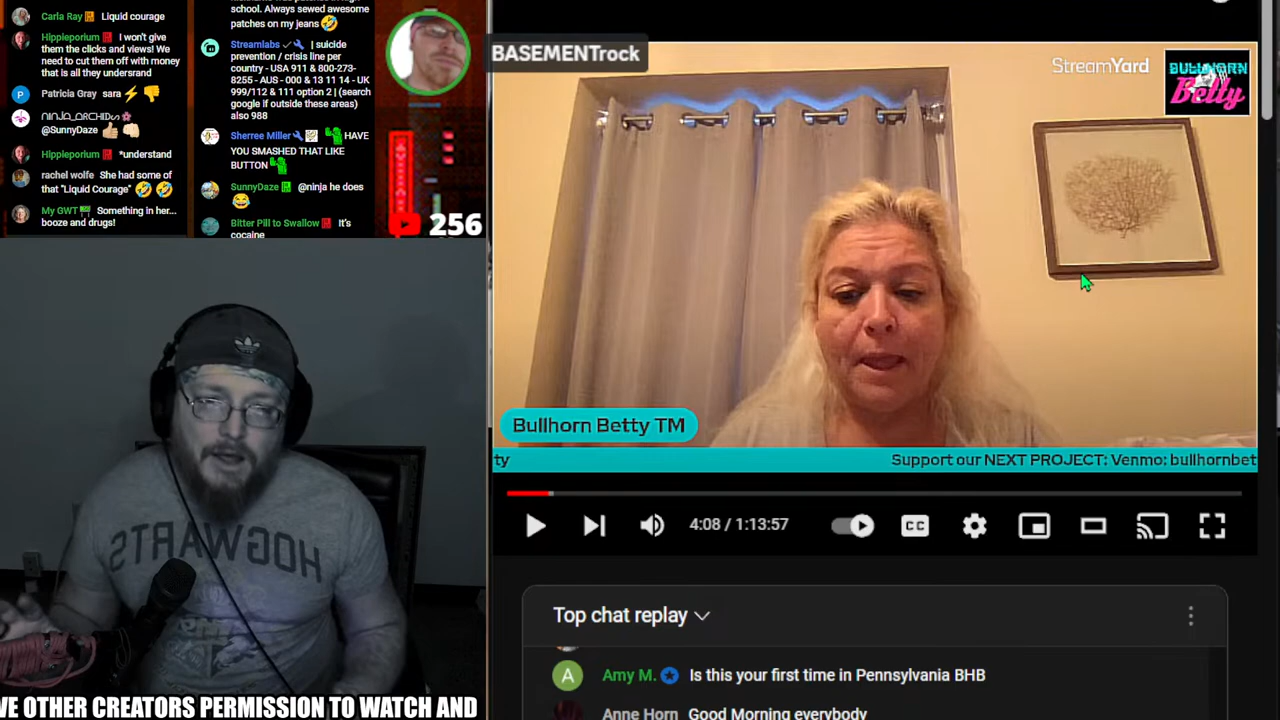 Carla Ray Liquid courage
Hippleporium I won't give
them the clicks and views! We
need to cut them off with money
that is all they undersrand
Patricia Gray sara
@SunnyDaze
Hippleporium *understand
rachel wolfe She had some of
that "Liquid Courage"
My GWT Something in her...
booze and drugs!
school. Always sewed awesome
patches on my jeans
Streamlabs | suicide
prevention / crisis line per
country - USA 911 & 800-273-
8255 - AUS - 000 & 13 11 14 - UK
999/112 & 111 option 2 | (search
google if outside these areas)
also 988
Sherree Miller HAVE
YOU SMASHED THAT LIKE
BUTTON
SunnyDaze @ninja he does
Bitter Pill to Swallow It's
cocaine
256
BASEMENTrock
StreamYard
BULLHORN
Betty
HOGWARTS
VE OTHER CREATORS PERMISSION TO WATCH AND
Bullhorn Betty TM
ty Support our NEXT PROJECT: Venmo: bullhornbet
4:08 / 1:13:57
CC
Top chat replay
A Amy M. Is this your first time in Pennsylvania BHB
Anne Horn Good Morning everybody